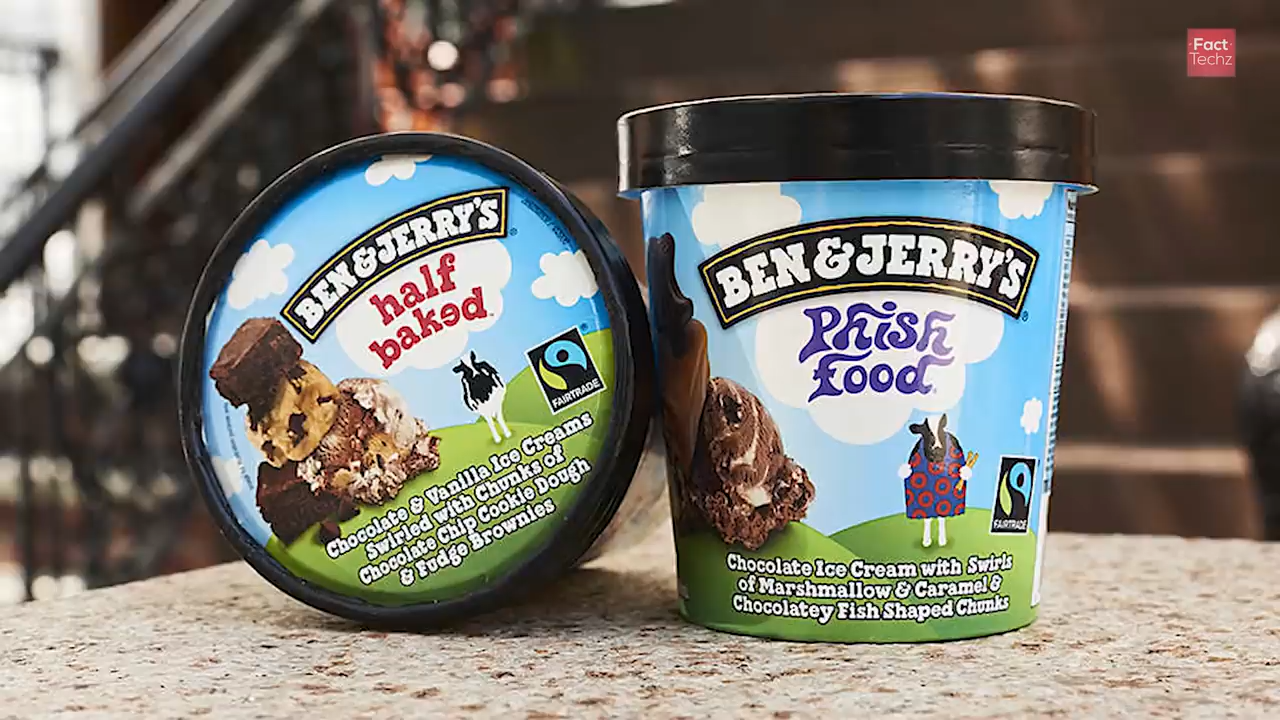 Fact
Techz
BEN & JERRY'S
half
baked
FAIRTRADE
Chocolate & Vanilla Ice Creams
Swirled with Chunks of
Chocolate Chip Cookie Dough
& Fudge Brownies
BEN & JERRY'S
Phish
Food
FAIRTRADE
Chocolate Ice Cream with Swirls
of Marshmallow & Caramel &
Chocolatey Fish Shaped Chunks